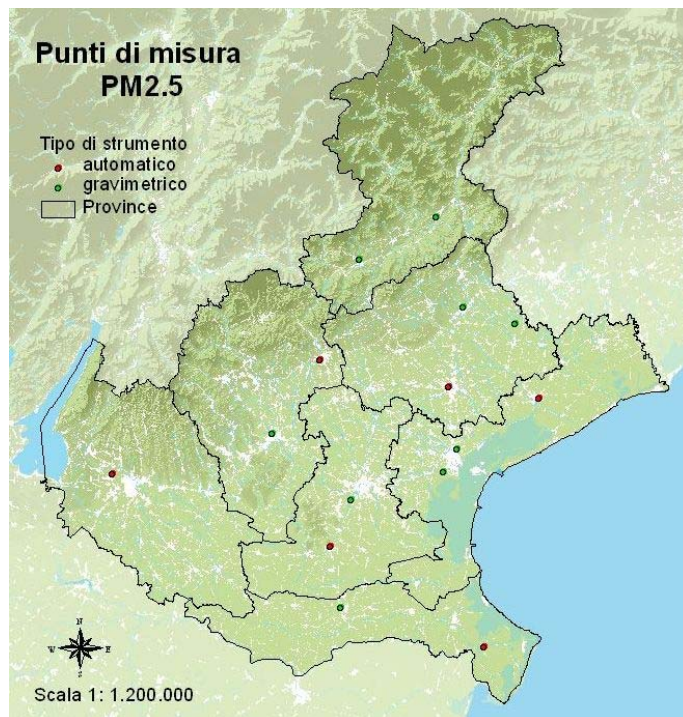 Punti di misura
PM2.5
Tipo di strumento
automatico
gravimetrico
Province
N
W E
S
Scala 1: 1.200.000